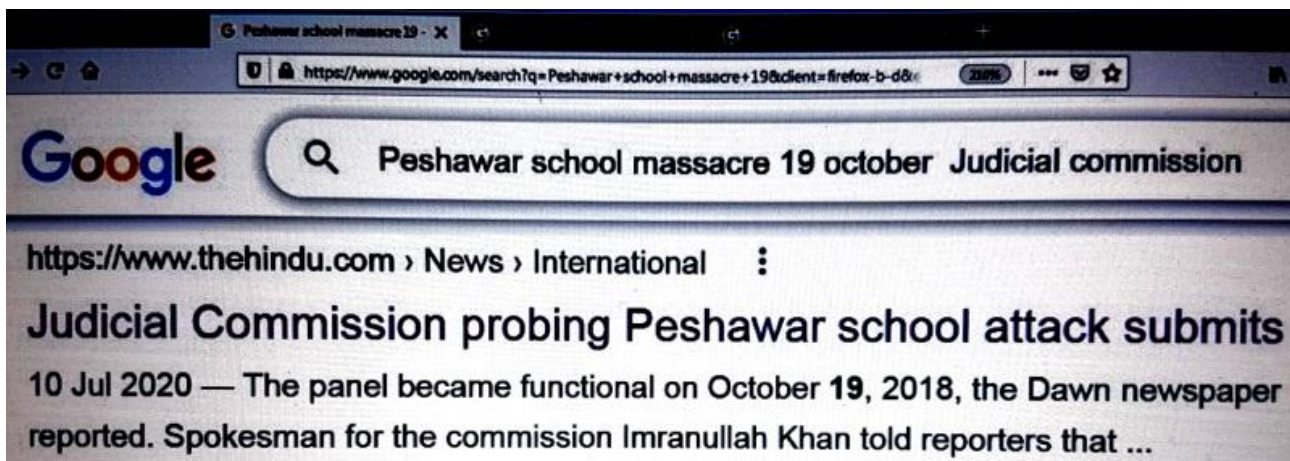 G Peshawar school massacre 19 - X
https://www.google.com/search?q=Peshawar+school+massacre+19&client=firefox-b-d&
210%
Google
Peshawar school massacre 19 october Judicial commission
https://www.thehindu.com › News › International
Judicial Commission probing Peshawar school attack submits
10 Jul 2020 — The panel became functional on October 19, 2018, the Dawn newspaper
reported. Spokesman for the commission Imranullah Khan told reporters that ...